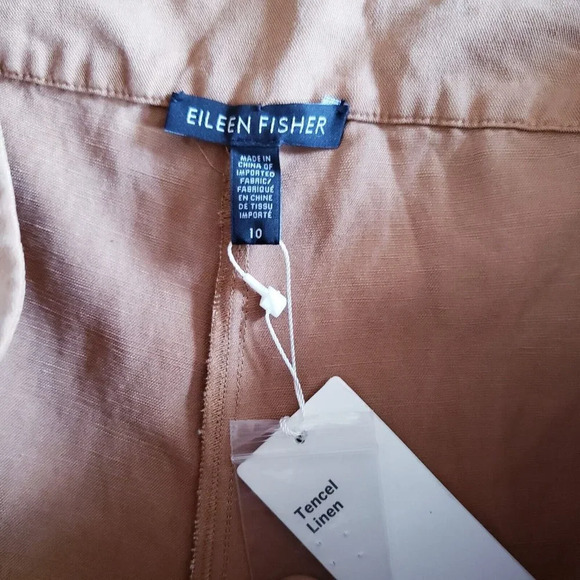 EILEEN FISHER
MADE IN
CHINA OF
IMPORTED
FABRIC/
FABRIQUÉ
EN CHINE
DE TISSU
IMPORTÉ
10
Tencel
Linen